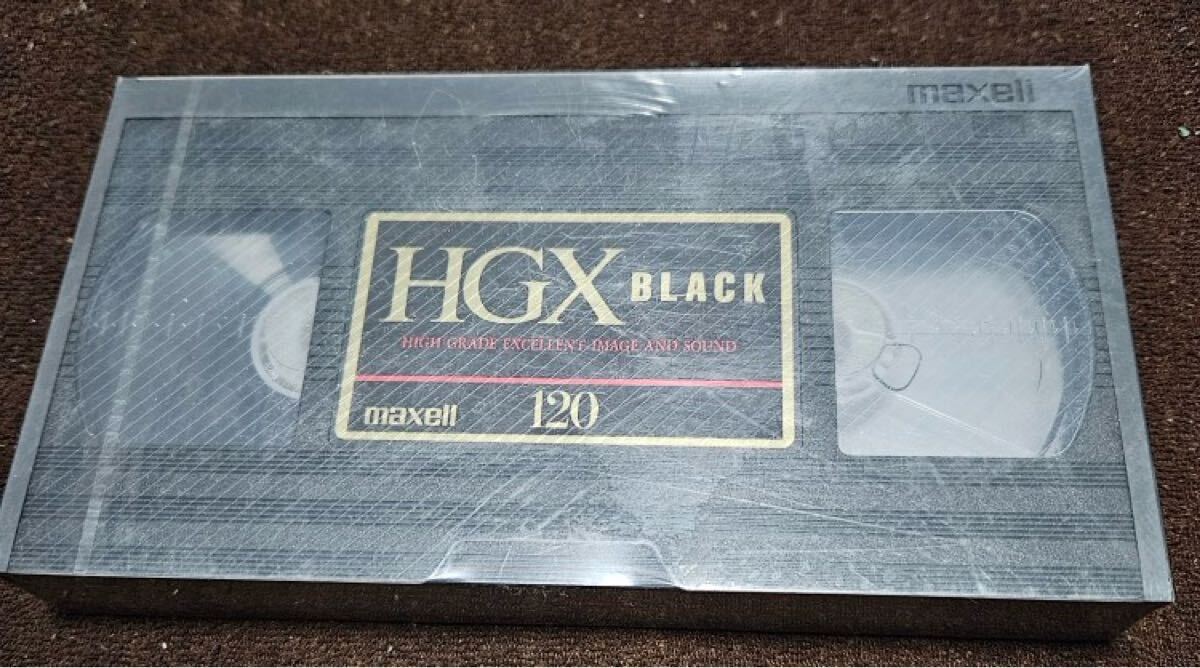 maxell
HGX BLACK
HIGH GRADE EXCELLENT IMAGE AND SOUND
maxell 120